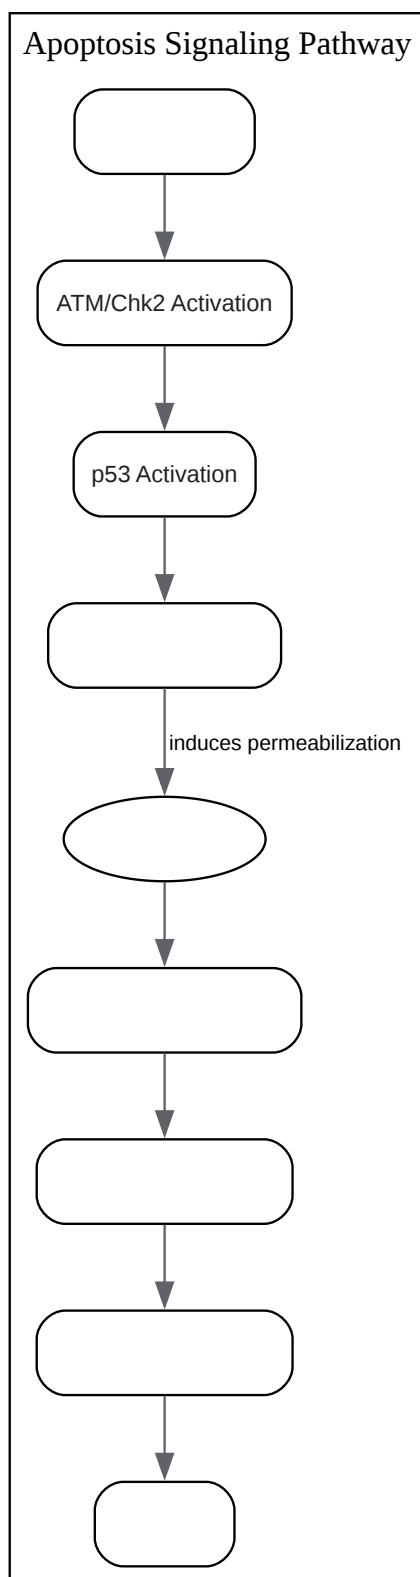 Apoptosis Signaling Pathway
ATM/Chk2 Activation
p53 Activation
induces permeabilization